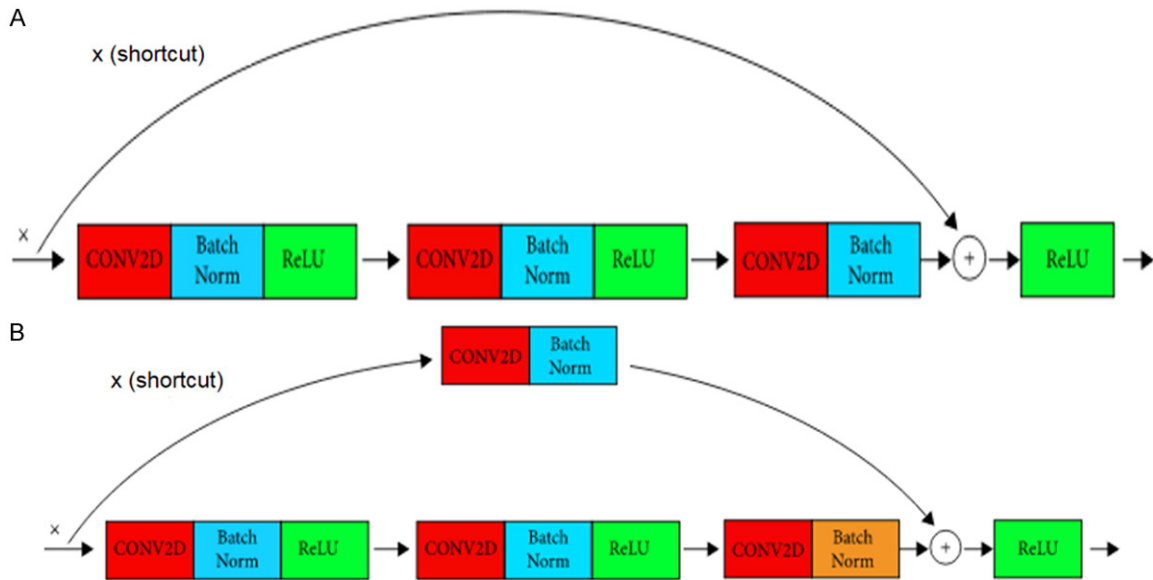 A
x (shortcut)
x
CONV2D Batch Norm ReLU CONV2D Batch Norm ReLU CONV2D Batch Norm + ReLU
B
CONV2D Batch Norm
x (shortcut)
x
CONV2D Batch Norm ReLU CONV2D Batch Norm ReLU CONV2D Batch Norm + ReLU